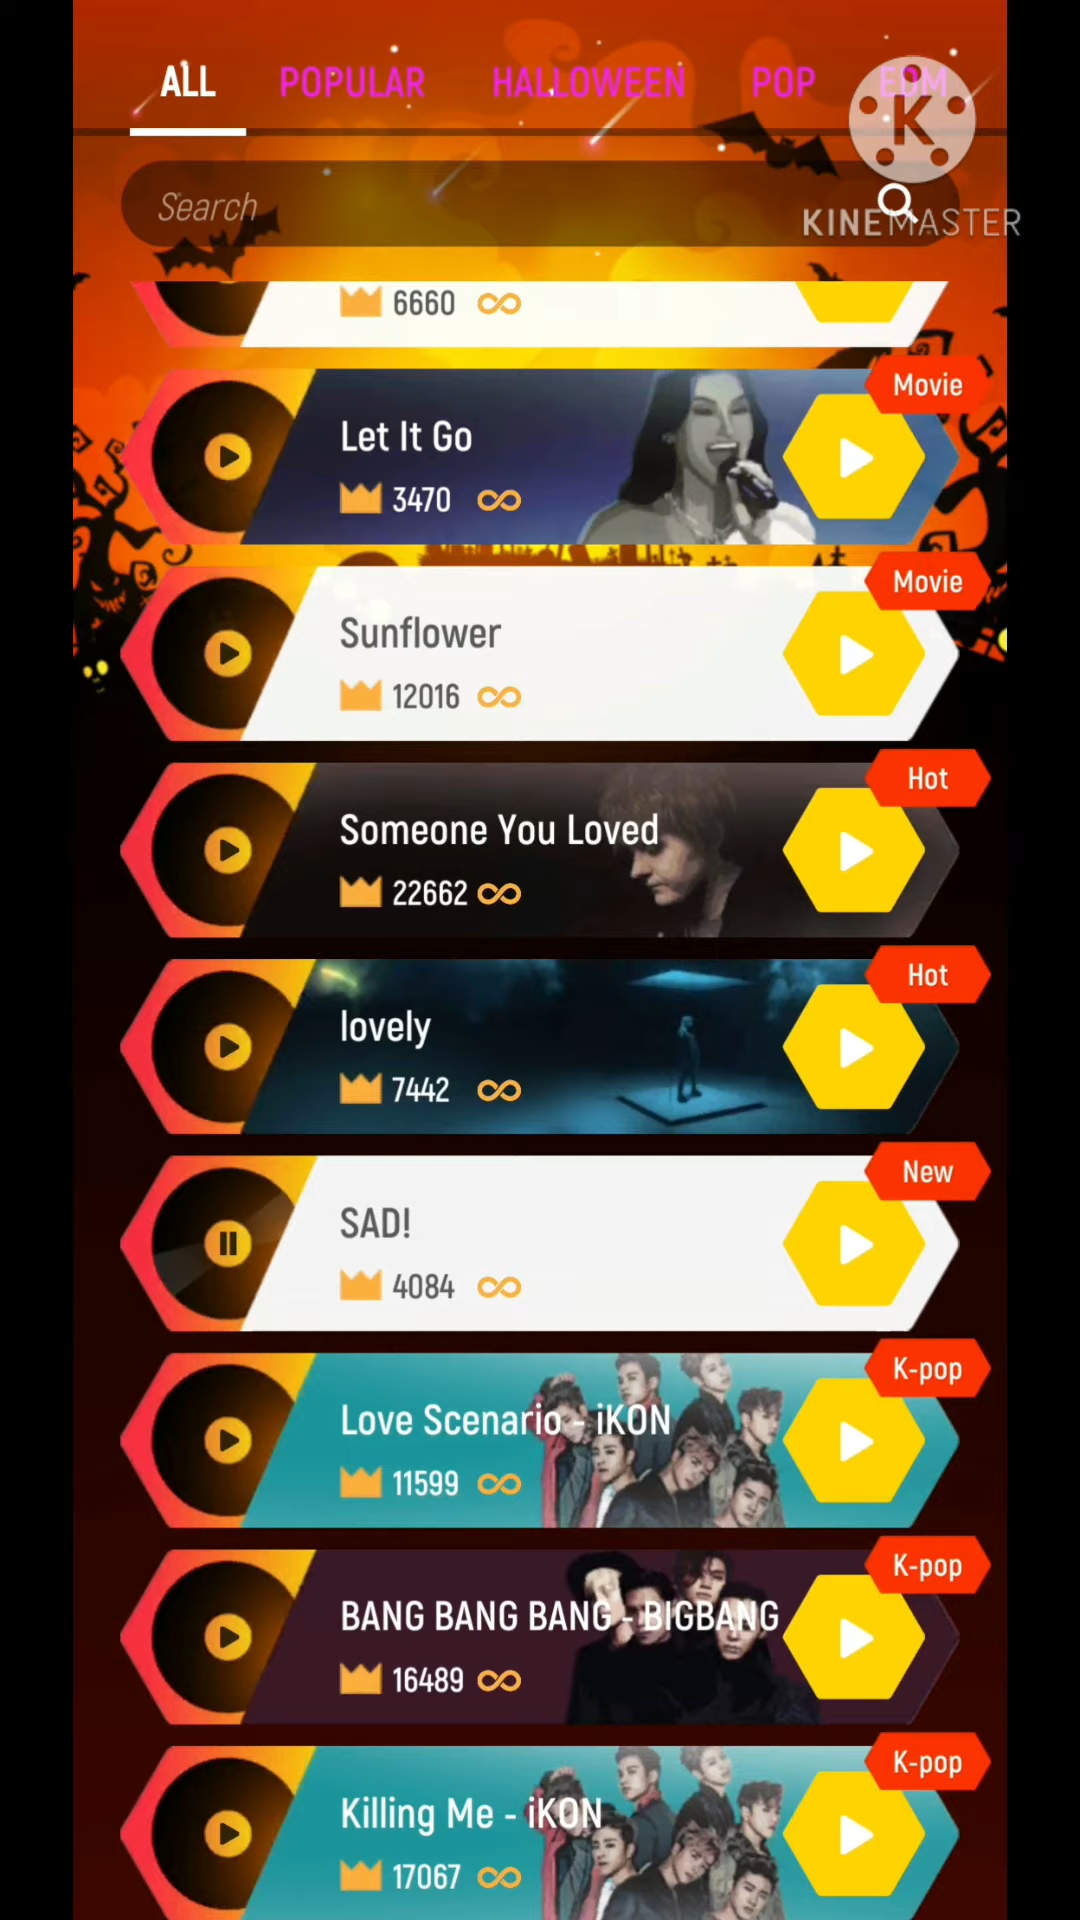 ALL POPULAR HALLOWEEN POP EDM
K
Search
KINEMASTER
6660
Movie
Let It Go
3470
Movie
Sunflower
12016
Hot
Someone You Loved
22662
Hot
lovely
7442
New
SAD!
4084
K-pop
Love Scenario - iKON
11599
K-pop
BANG BANG BANG - BIGBANG
16489
K-pop
Killing Me - iKON
17067